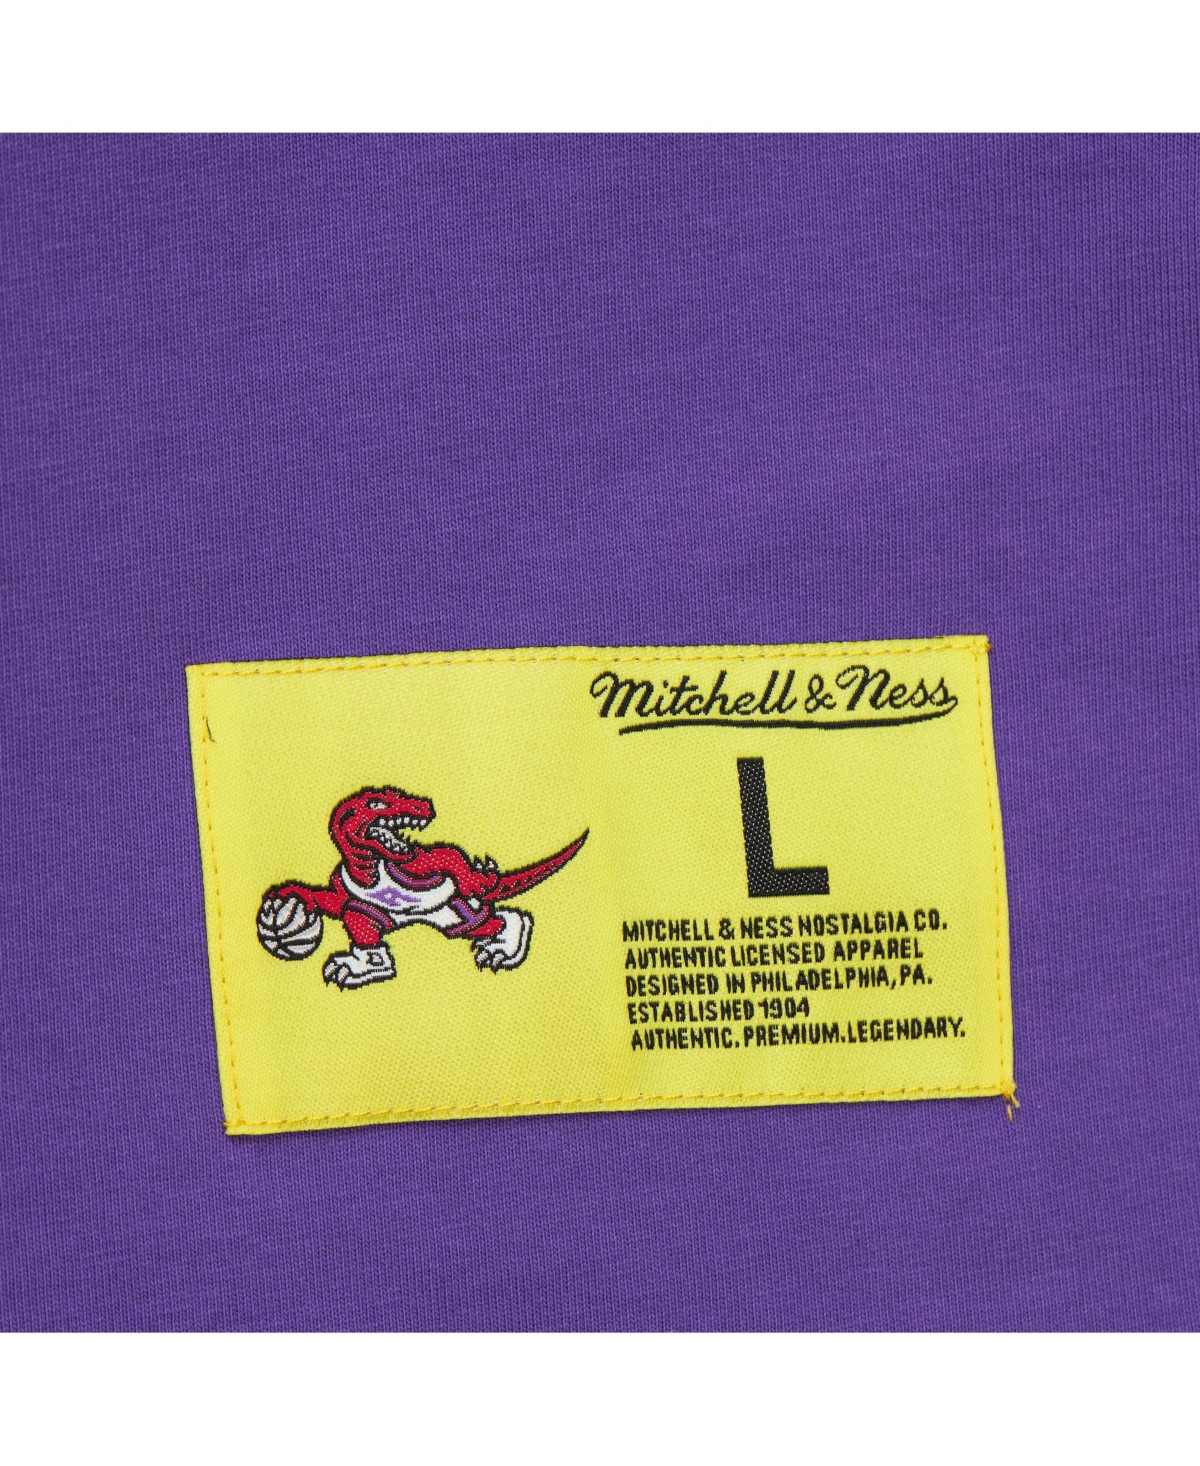 Mitchell & Ness
L
MITCHELL & NESS NOSTALGIA CO.
AUTHENTIC LICENSED APPAREL
DESIGNED IN PHILADELPHIA, PA.
ESTABLISHED 1904
AUTHENTIC. PREMIUM. LEGENDARY.